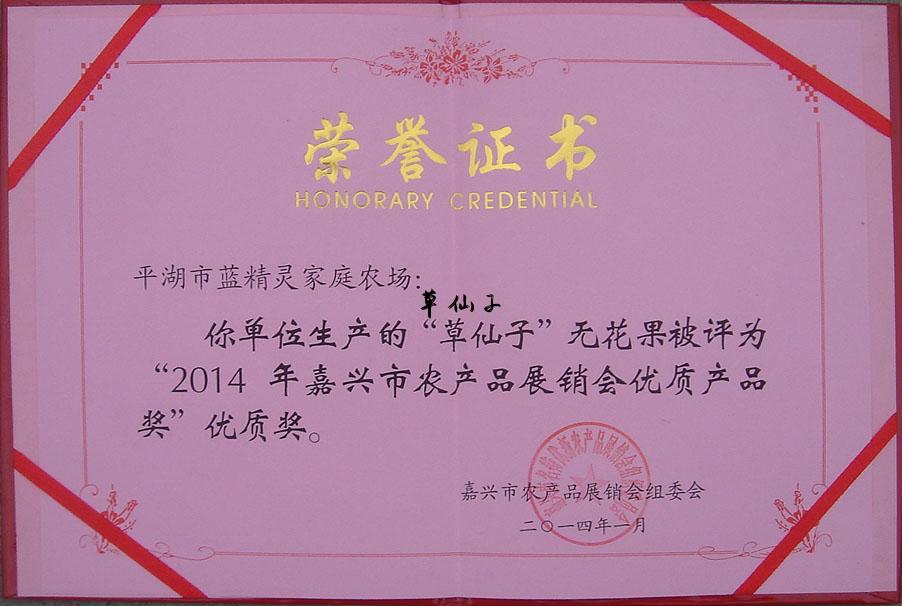 荣誉证书
HONORARY CREDENTIAL
平湖市蓝精灵家庭农场：
草仙子
你单位生产的“草仙子”无花果被评为
“2014 年嘉兴市农产品展销会优质产品
奖”优质奖。
嘉兴市农产品展销会组委会
二〇一四年一月